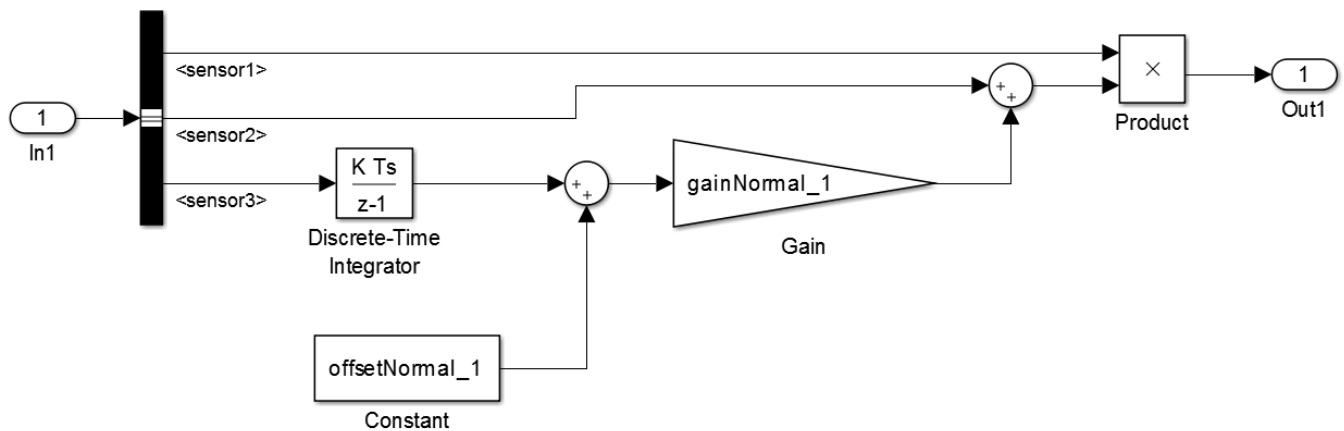 1
In1
<sensor1>
<sensor2>
<sensor3>
K Ts
z-1
Discrete-Time
Integrator
+
+
gainNormal_1
Gain
offsetNormal_1
Constant
+
+
×
Product
1
Out1